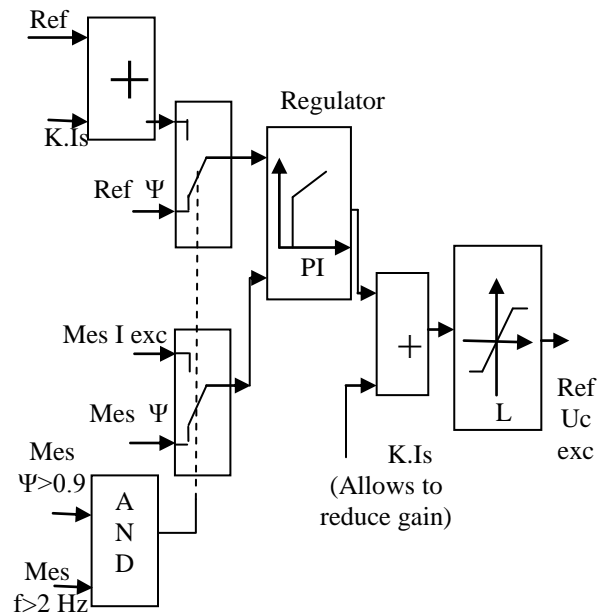 Ref
+
K.Is
Regulator
Ref Ψ
PI
Mes I exc
Mes Ψ
+
L
Ref
Uc
exc
K.Is
(Allows to
reduce gain)
Mes
Ψ>0.9
A
N
D
Mes
f>2 Hz